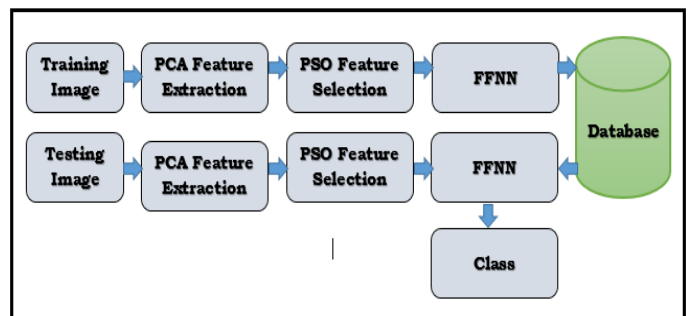 Training
Image
PCA Feature
Extraction
PSO Feature
Selection
FFNN
Database
Testing
Image
PCA Feature
Extraction
PSO Feature
Selection
FFNN
Class